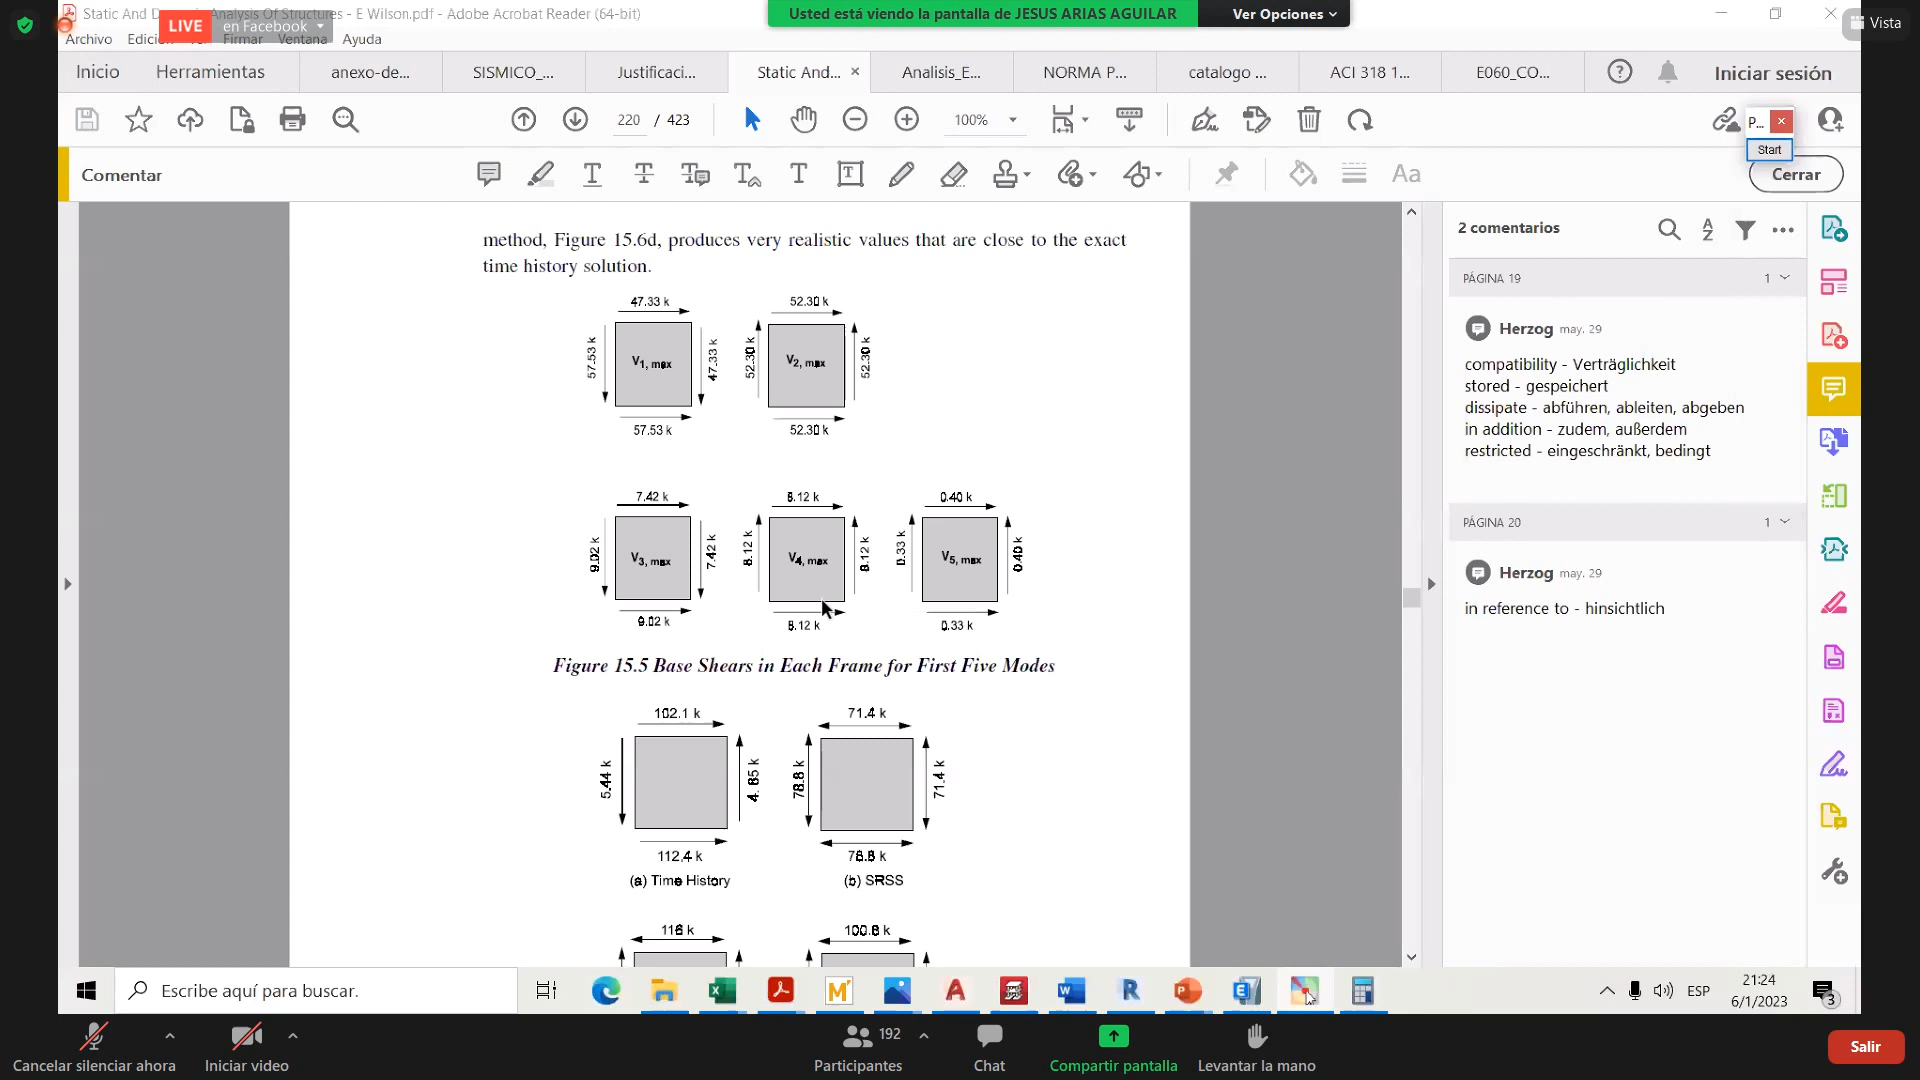 Static And D   Analysis Of Structures - E Wilson.pdf - Adobe Acrobat Reader (64-bit)
LIVE en Facebook
Usted está viendo la pantalla de JESUS ARIAS AGUILAR
Ver Opciones
Vista
Archivo Edición Ver Firmar Ventana Ayuda
Inicio Herramientas anexo-de... SISMICO_... Justificaci... Static And... Analisis_E... NORMA P... catalogo ... ACI 318 1... E060_CO... Iniciar sesión
220 / 423 100%
P...
Start
Comentar
Cerrar
2 comentarios
PÁGINA 19 1
Herzog may. 29
compatibility - Verträglichkeit
stored - gespeichert
dissipate - abführen, ableiten, abgeben
in addition - zudem, außerdem
restricted - eingeschränkt, bedingt
PÁGINA 20 1
Herzog may. 29
in reference to - hinsichtlich
method, Figure 15.6d, produces very realistic values that are close to the exact
time history solution.
47.33 k 52.30 k
57.53 k V1, max 47.33 k 52.30 k V2, max 52.30 k
57.53 k 52.30 k
7.42 k 8.12 k 0.40 k
9.02 k V3, max 7.42 k 8.12 k V4, max 8.12 k 0.33 k V5, max 0.40 k
9.02 k 8.12 k 0.33 k
Figure 15.5 Base Shears in Each Frame for First Five Modes
102.1 k 71.4 k
5.44 k 4. 85 k 78.8 k 71.4 k
112.4 k 78.8 k
(a) Time History (b) SRSS
116 k 100.8 k
Escribe aquí para buscar.
ESP
21:24
6/1/2023
3
Cancelar silenciar ahora
Iniciar video
192
Participantes
Chat
Compartir pantalla
Levantar la mano
Salir